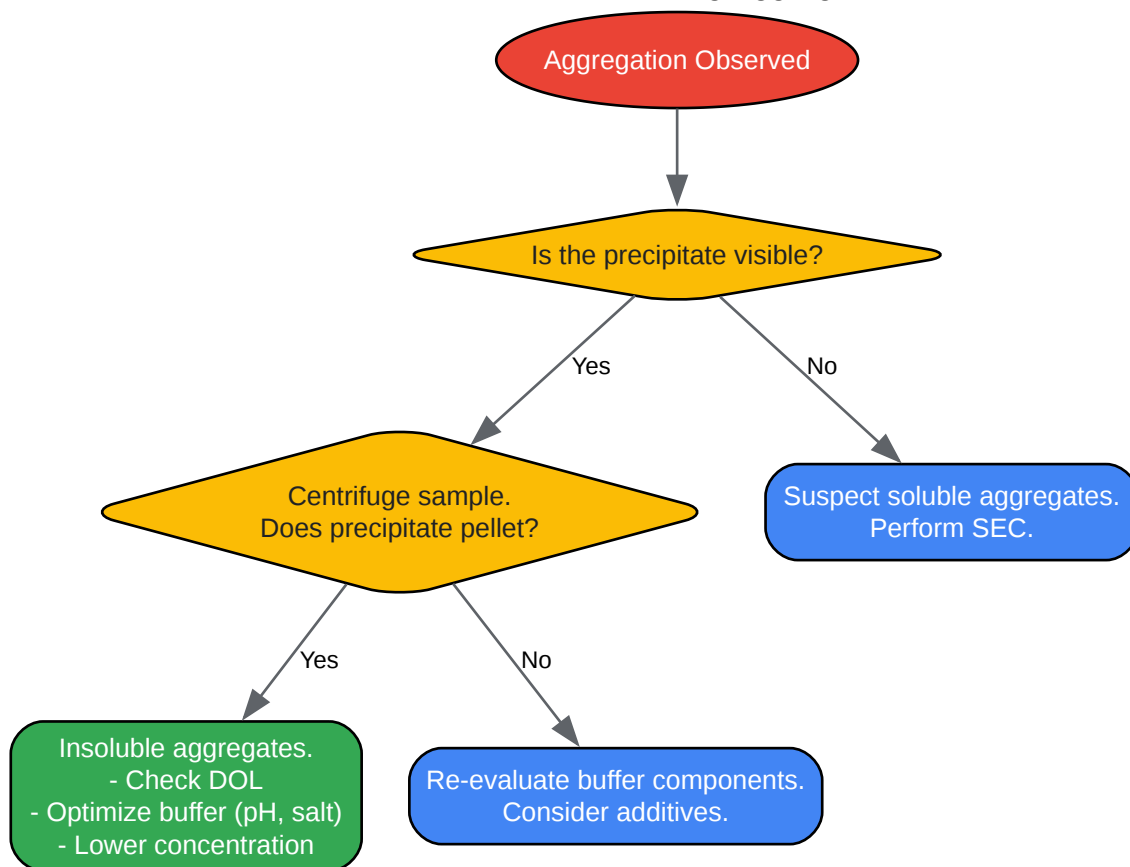 Aggregation Observed
Is the precipitate visible?
Yes
No
Centrifuge sample.
Does precipitate pellet?
Suspect soluble aggregates.
Perform SEC.
Yes
No
Insoluble aggregates.
- Check DOL
- Optimize buffer (pH, salt)
- Lower concentration
Re-evaluate buffer components.
Consider additives.